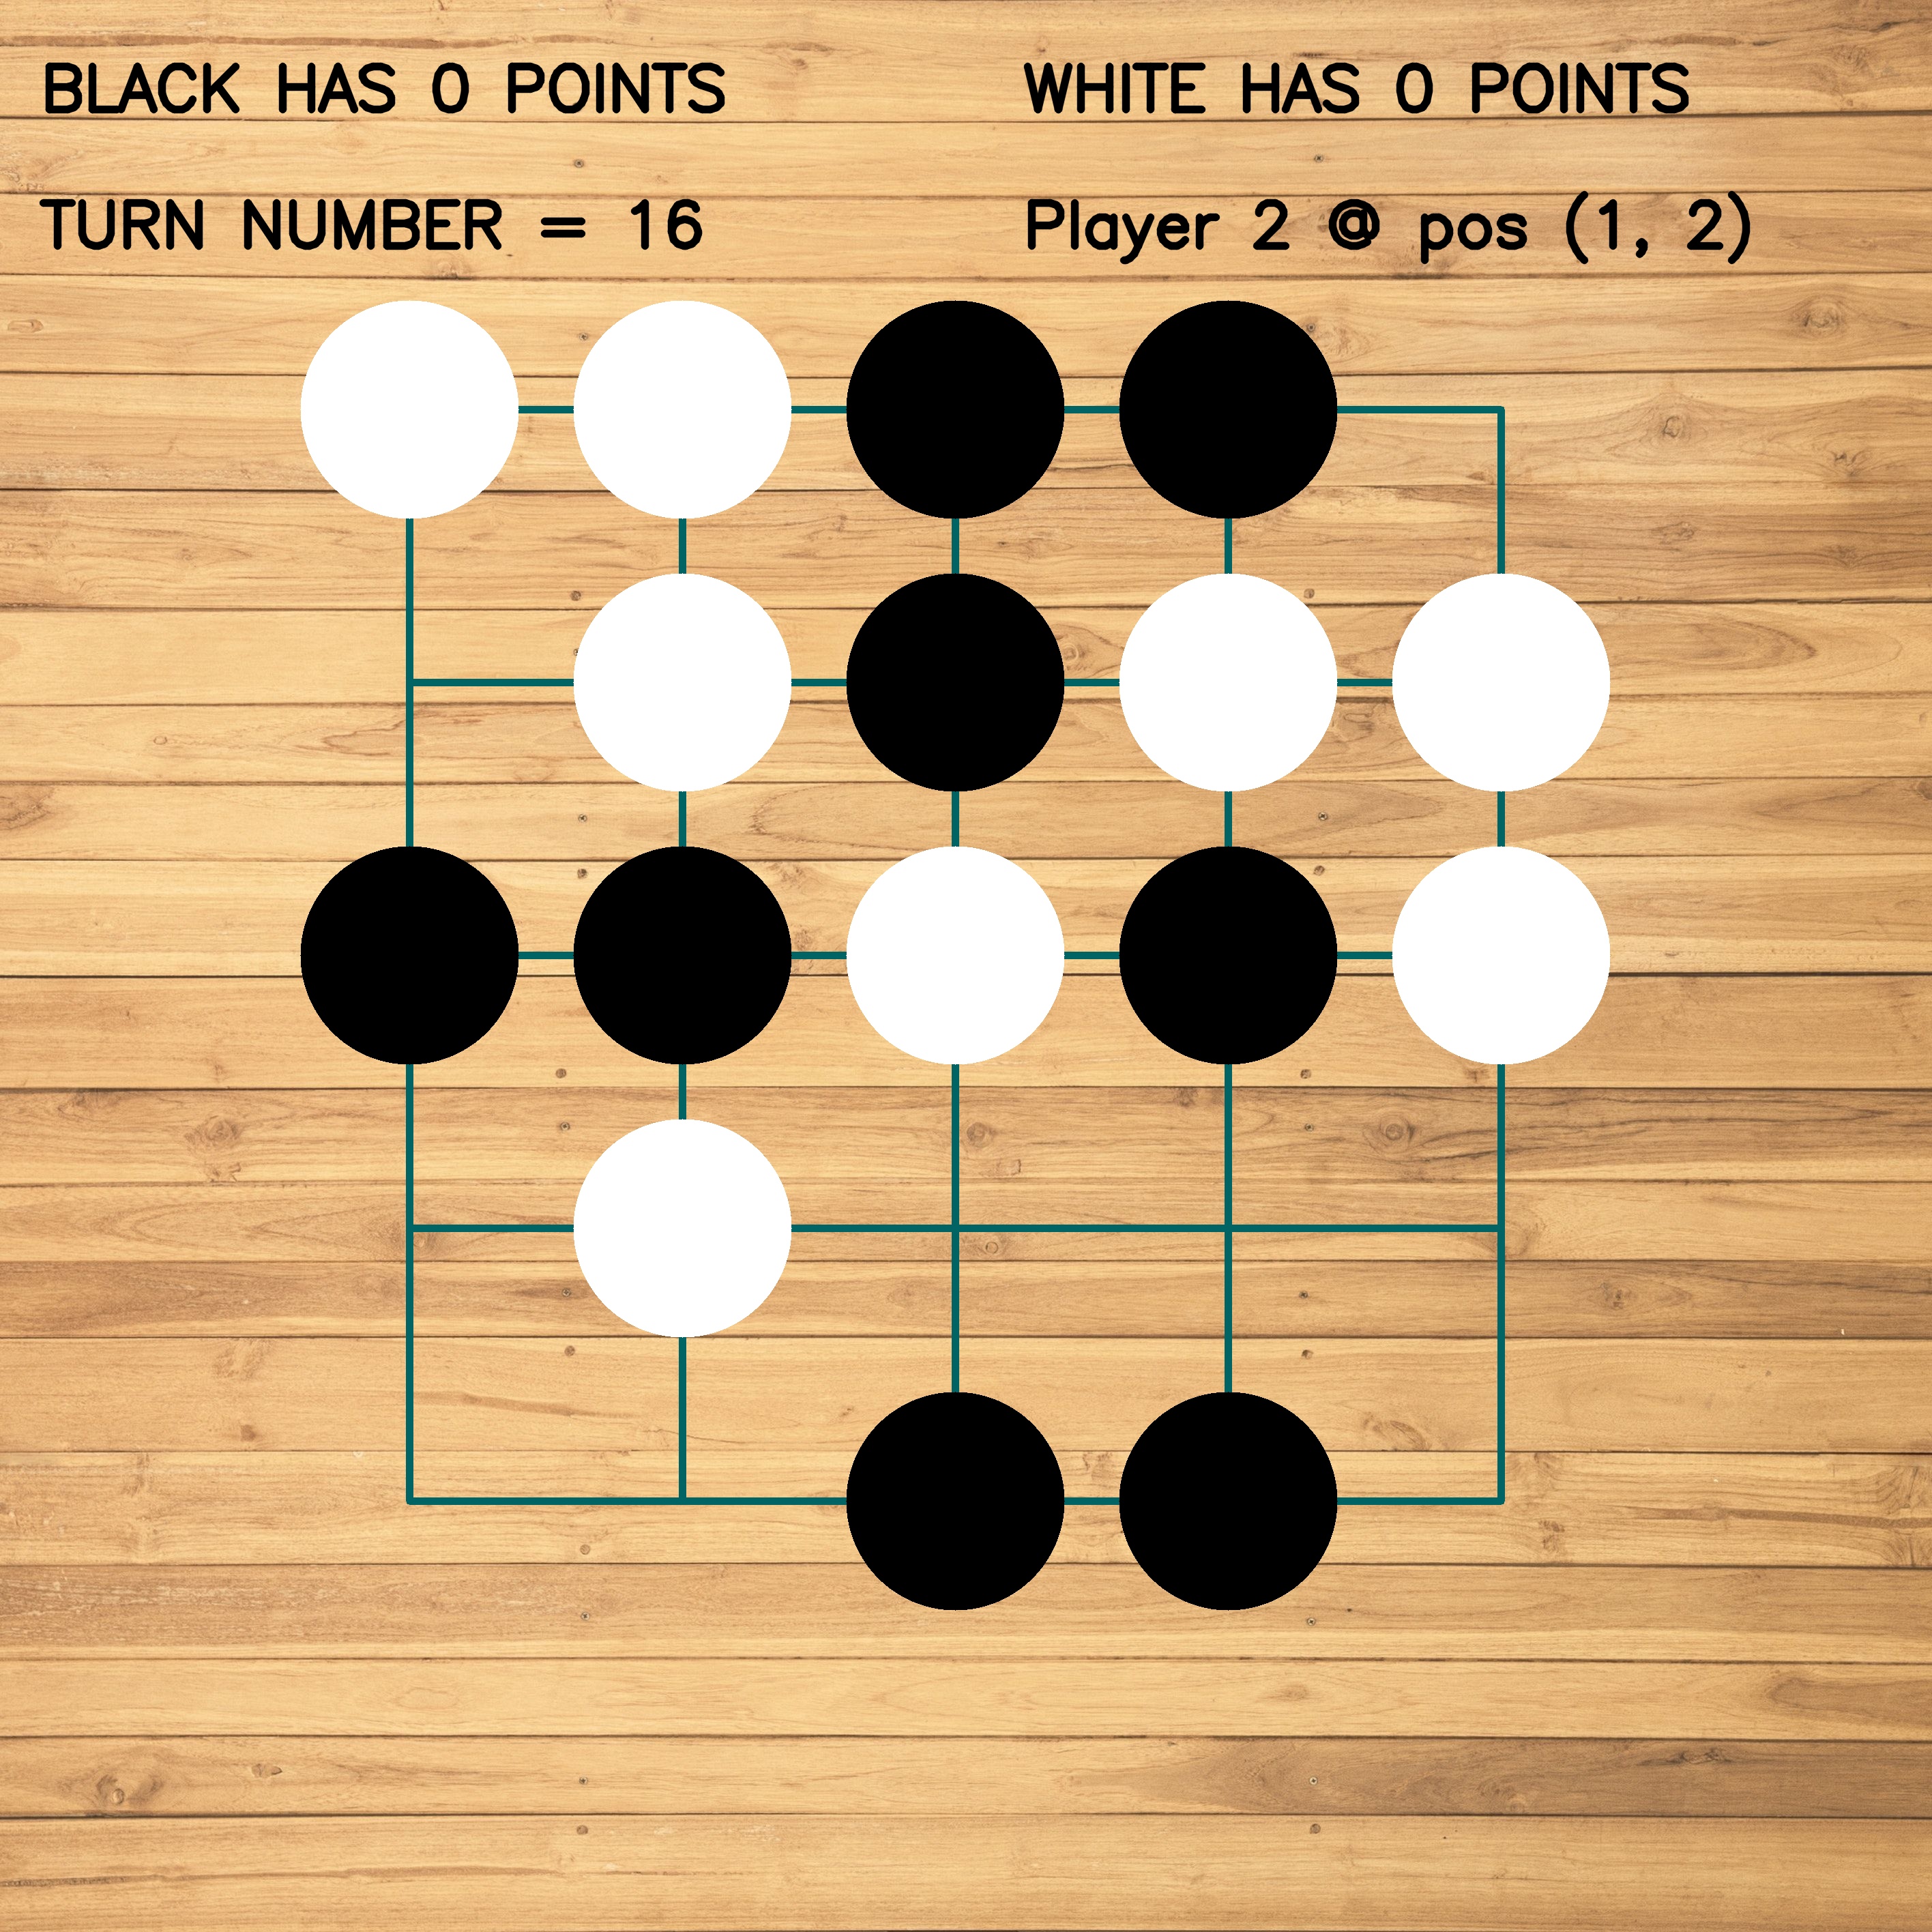 BLACK HAS 0 POINTS
WHITE HAS 0 POINTS
TURN NUMBER = 16
Player 2 @ pos (1, 2)